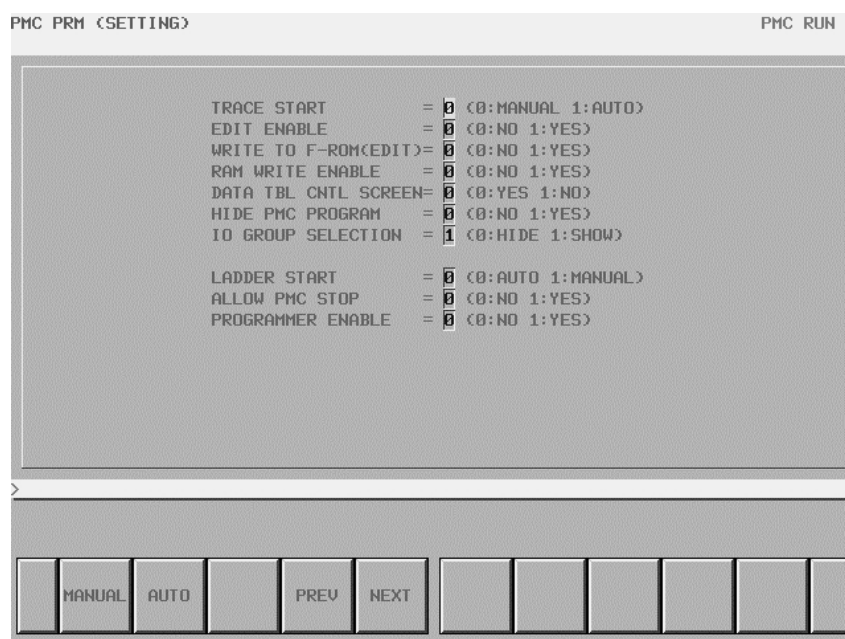 PMC PRM (SETTING) PMC RUN
TRACE START = 0 (0:MANUAL 1:AUTO)
EDIT ENABLE = 0 (0:NO 1:YES)
WRITE TO F-ROM(EDIT)= 0 (0:NO 1:YES)
RAM WRITE ENABLE = 0 (0:NO 1:YES)
DATA TBL CNTL SCREEN= 0 (0:YES 1:NO)
HIDE PMC PROGRAM = 0 (0:NO 1:YES)
IO GROUP SELECTION = 1 (0:HIDE 1:SHOW)
LADDER START = 0 (0:AUTO 1:MANUAL)
ALLOW PMC STOP = 0 (0:NO 1:YES)
PROGRAMMER ENABLE = 0 (0:NO 1:YES)
>
MANUAL AUTO PREV NEXT